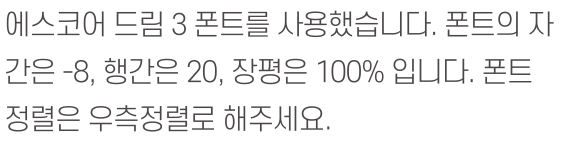 에스코어 드림 3 폰트를 사용했습니다. 폰트의 자
간은 -8, 행간은 20, 장평은 100% 입니다. 폰트
정렬은 우측정렬로 해주세요.